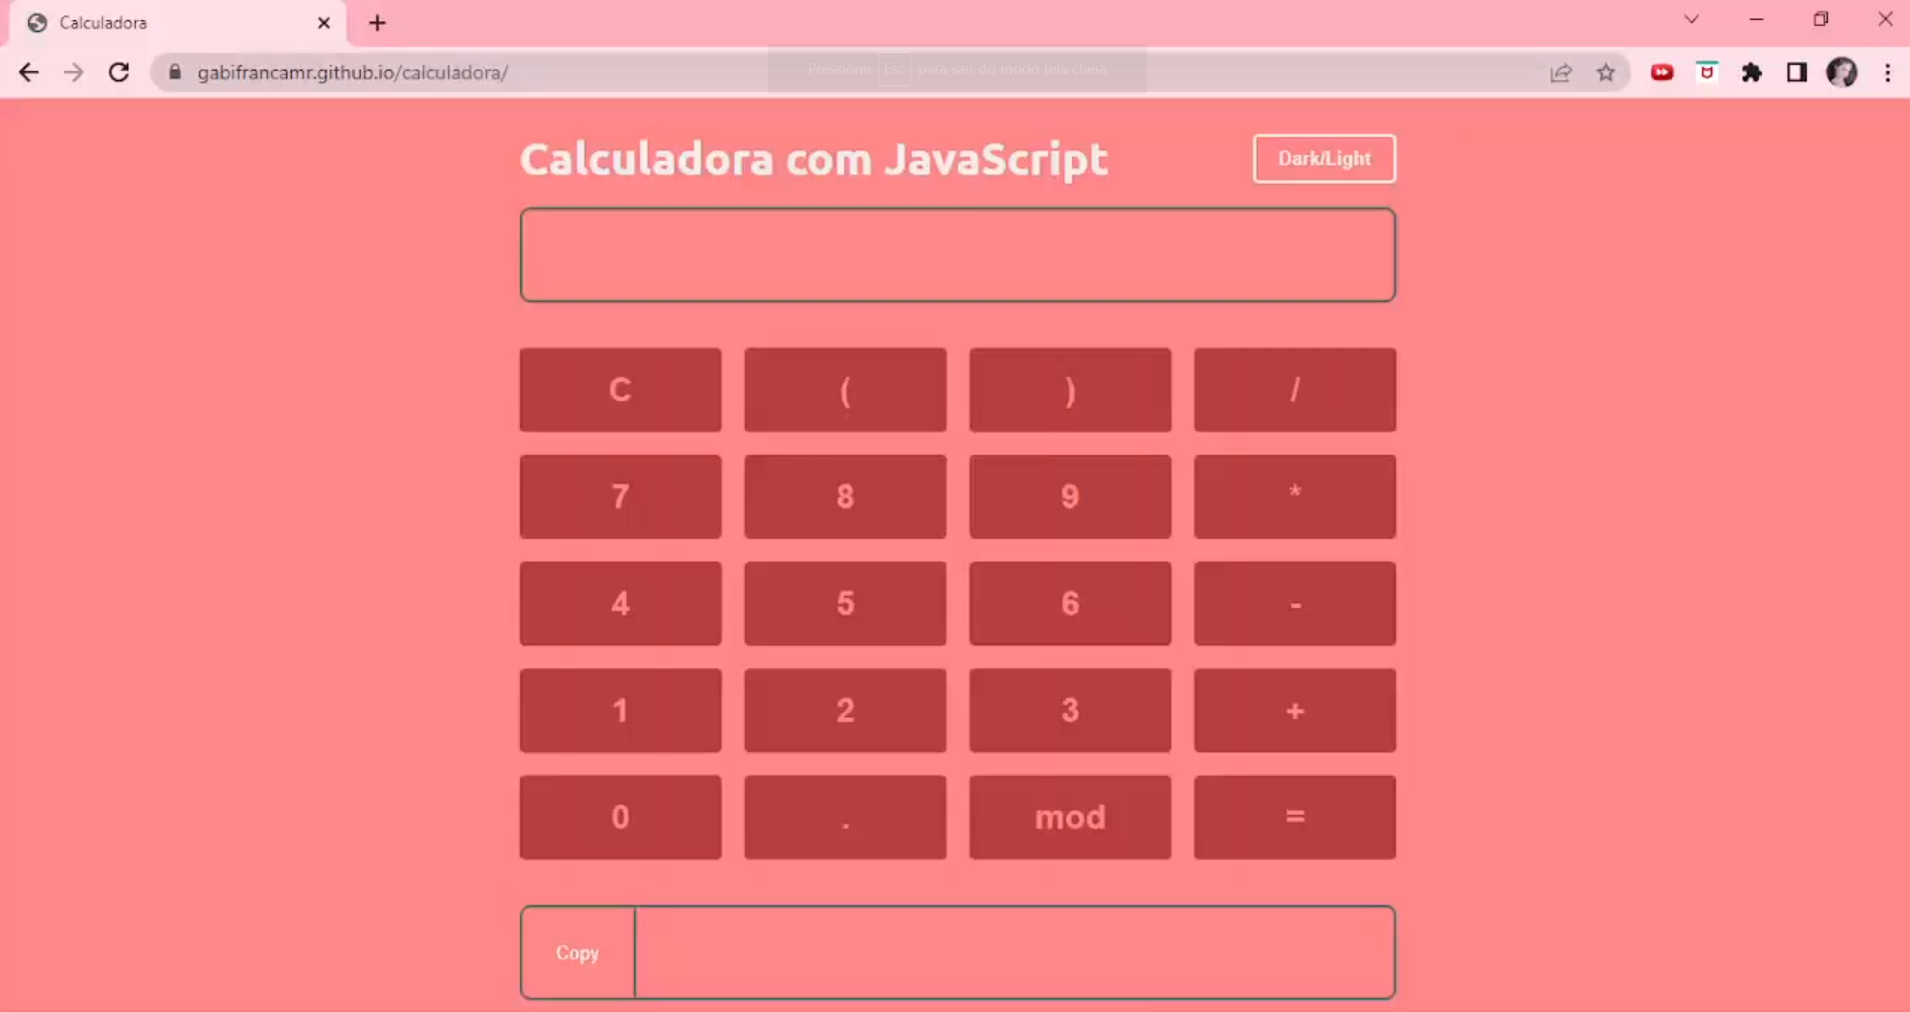 Calculadora
gabifrancamr.github.io/calculadora/
Pressione Esc para sair do modo tela cheia
Calculadora com JavaScript
Dark/Light
C ( ) /
7 8 9 *
4 5 6 -
1 2 3 +
0 . mod =
Copy